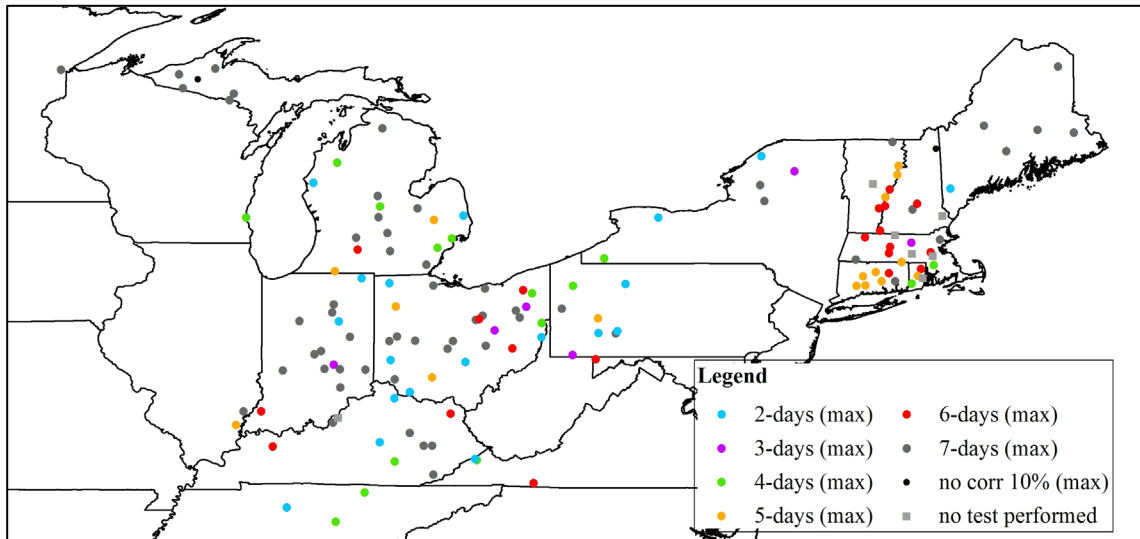 Legend
2-days (max)
6-days (max)
3-days (max)
7-days (max)
4-days (max)
no corr 10% (max)
5-days (max)
no test performed